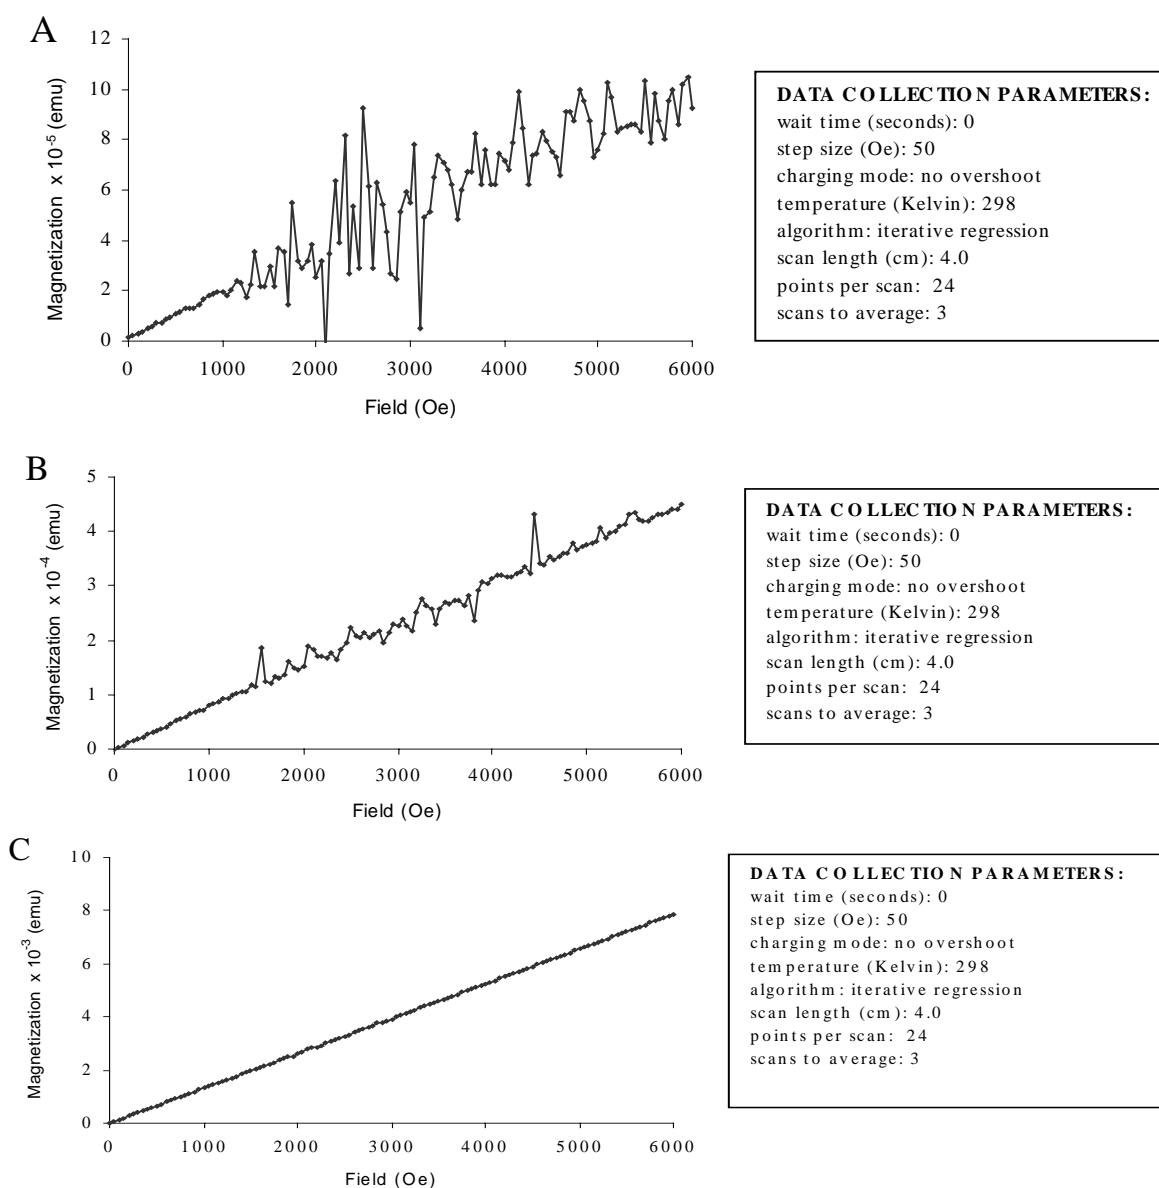 A
12
10
8
6
4
2
0
Magnetization x 10-5 (emu)
0 1000 2000 3000 4000 5000 6000
Field (Oe)
DATA COLLECTION PARAMETERS:
wait time (seconds): 0
step size (Oe): 50
charging mode: no overshoot
temperature (Kelvin): 298
algorithm: iterative regression
scan length (cm): 4.0
points per scan: 24
scans to average: 3
B
5
4
3
2
1
0
Magnetization x 10-4 (emu)
0 1000 2000 3000 4000 5000 6000
Field (Oe)
DATA COLLECTION PARAMETERS:
wait time (seconds): 0
step size (Oe): 50
charging mode: no overshoot
temperature (Kelvin): 298
algorithm: iterative regression
scan length (cm): 4.0
points per scan: 24
scans to average: 3
C
10
8
6
4
2
0
Magnetization x 10-3 (emu)
0 1000 2000 3000 4000 5000 6000
Field (Oe)
DATA COLLECTION PARAMETERS:
wait time (seconds): 0
step size (Oe): 50
charging mode: no overshoot
temperature (Kelvin): 298
algorithm: iterative regression
scan length (cm): 4.0
points per scan: 24
scans to average: 3